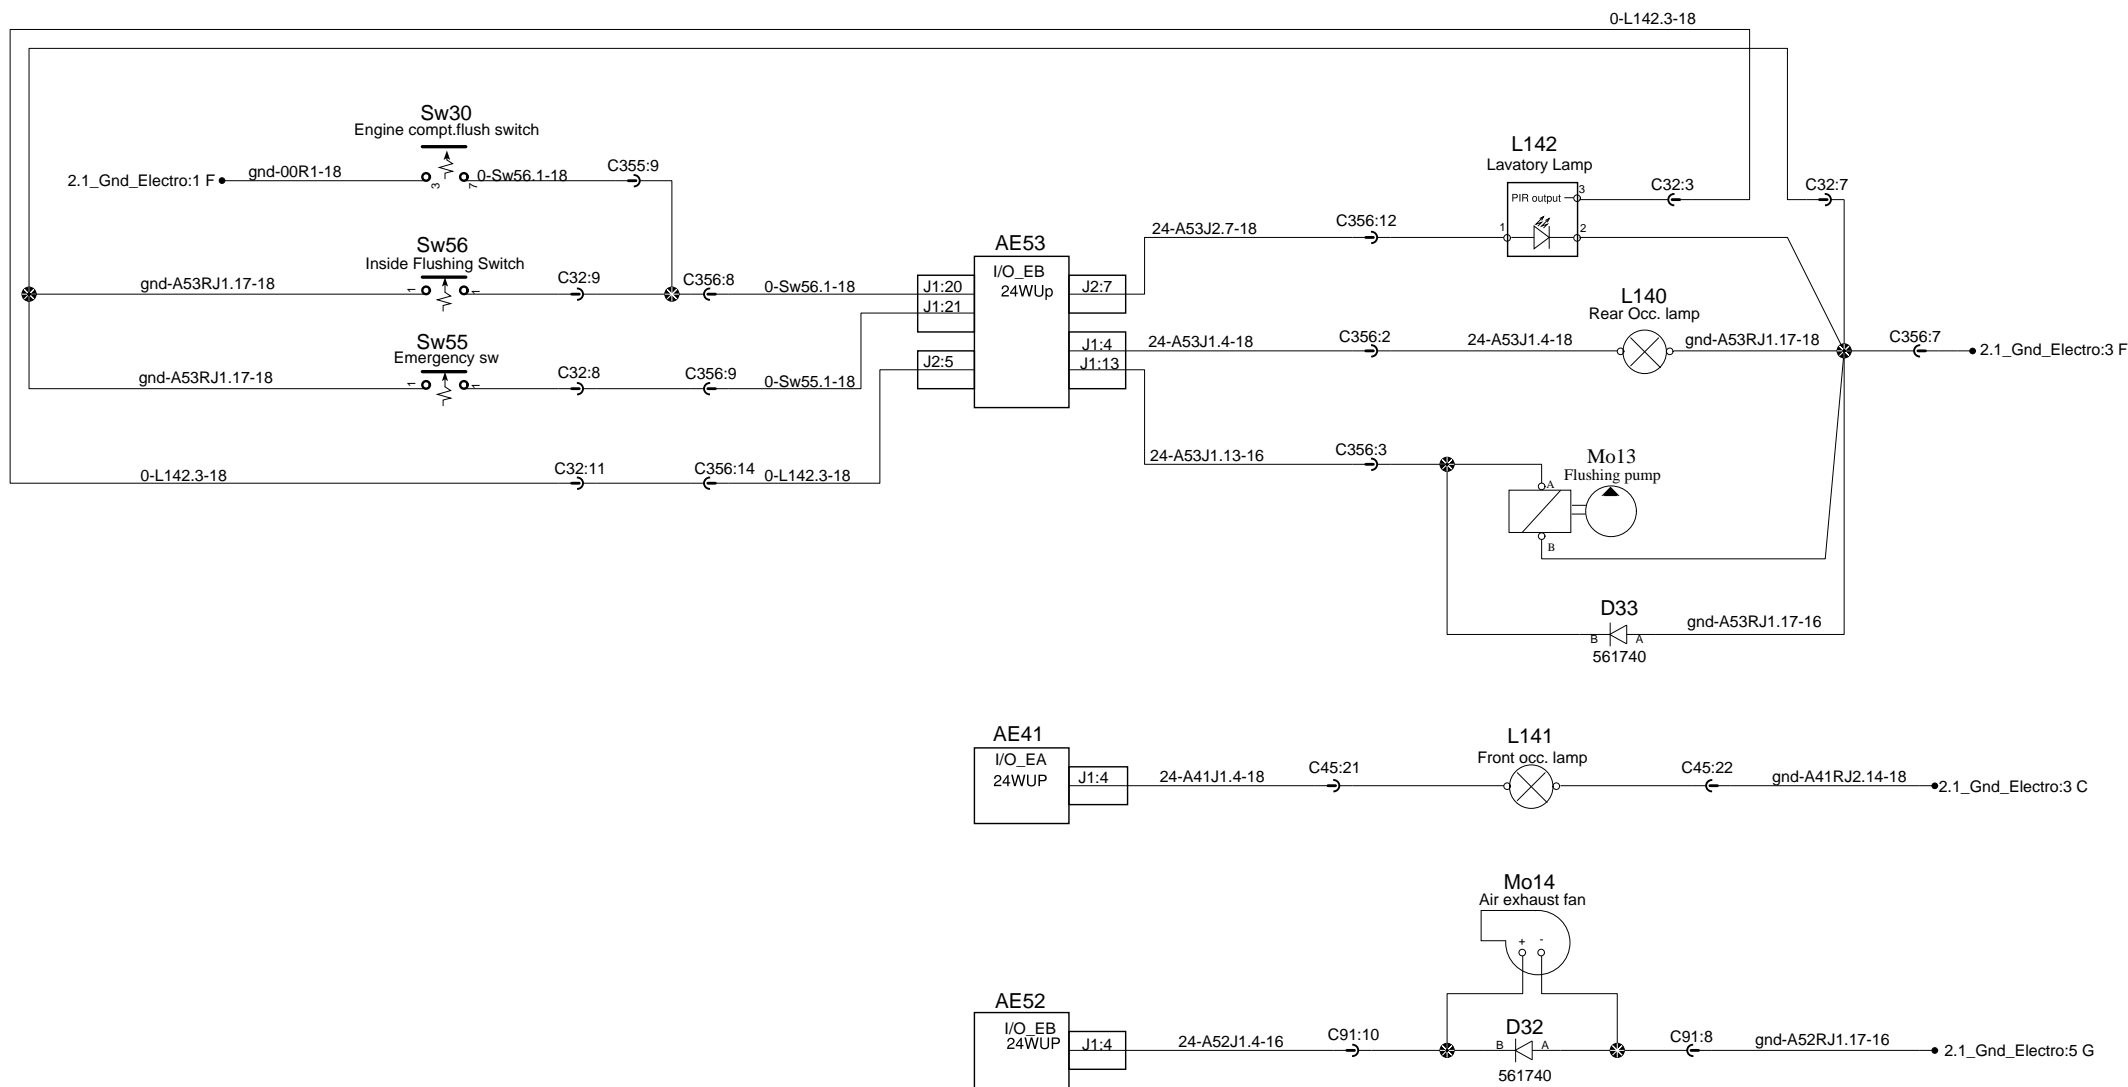 0-L142.3-18
Sw30
Engine compt.flush switch
2.1_Gnd_Electro:1 F
gnd-00R1-18
3
7
0-Sw56.1-18
C355:9
L142
Lavatory Lamp
PIR output
3
1
2
C32:3
C32:7
24-A53J2.7-18
C356:12
Sw56
Inside Flushing Switch
gnd-A53RJ1.17-18
1
1
C32:9
C356:8
0-Sw56.1-18
AE53
I/O_EB
24WUp
J1:20
J1:21
J2:5
J2:7
J1:4
J1:13
L140
Rear Occ. lamp
24-A53J1.4-18
C356:2
24-A53J1.4-18
gnd-A53RJ1.17-18
C356:7
2.1_Gnd_Electro:3 F
Sw55
Emergency sw
gnd-A53RJ1.17-18
1
1
C32:8
C356:9
0-Sw55.1-18
0-L142.3-18
C32:11
C356:14
0-L142.3-18
24-A53J1.13-16
C356:3
Mo13
Flushing pump
A
B
D33
gnd-A53RJ1.17-16
B
A
561740
AE41
I/O_EA
24WUP
J1:4
24-A41J1.4-18
C45:21
L141
Front occ. lamp
C45:22
gnd-A41RJ2.14-18
2.1_Gnd_Electro:3 C
Mo14
Air exhaust fan
+ -
AE52
I/O_EB
24WUP
J1:4
24-A52J1.4-16
C91:10
D32
B
A
561740
C91:8
gnd-A52RJ1.17-16
2.1_Gnd_Electro:5 G